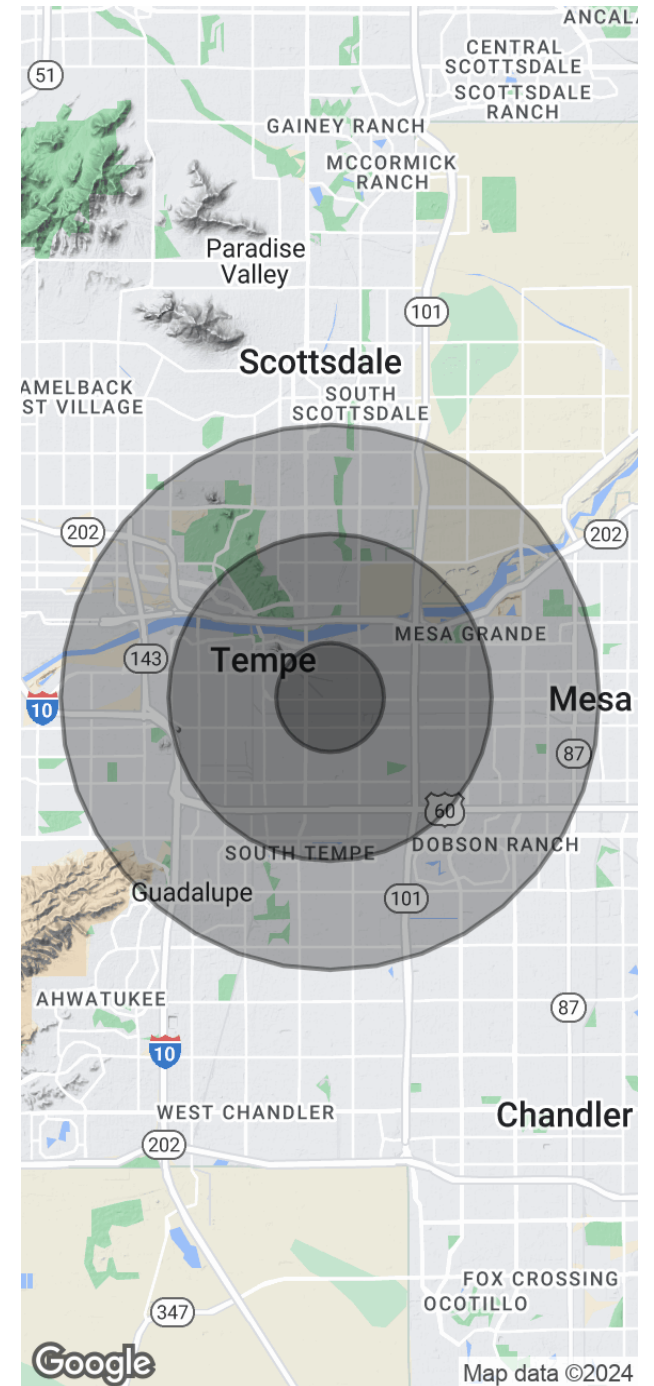 ANCALA
51
CENTRAL
SCOTTSDALE
SCOTTSDALE
RANCH
GAINEY RANCH
MCCORMICK
RANCH
Paradise
Valley
101
Scottsdale
AMELBACK
ST VILLAGE
SOUTH
SCOTTSDALE
202
202
MESA GRANDE
143
Tempe
10
Mesa
87
60
SOUTH TEMPE
DOBSON RANCH
Guadalupe
101
AHWATUKEE
87
10
WEST CHANDLER
Chandler
202
FOX CROSSING
OCOTILLO
347
Google
Map data ©2024